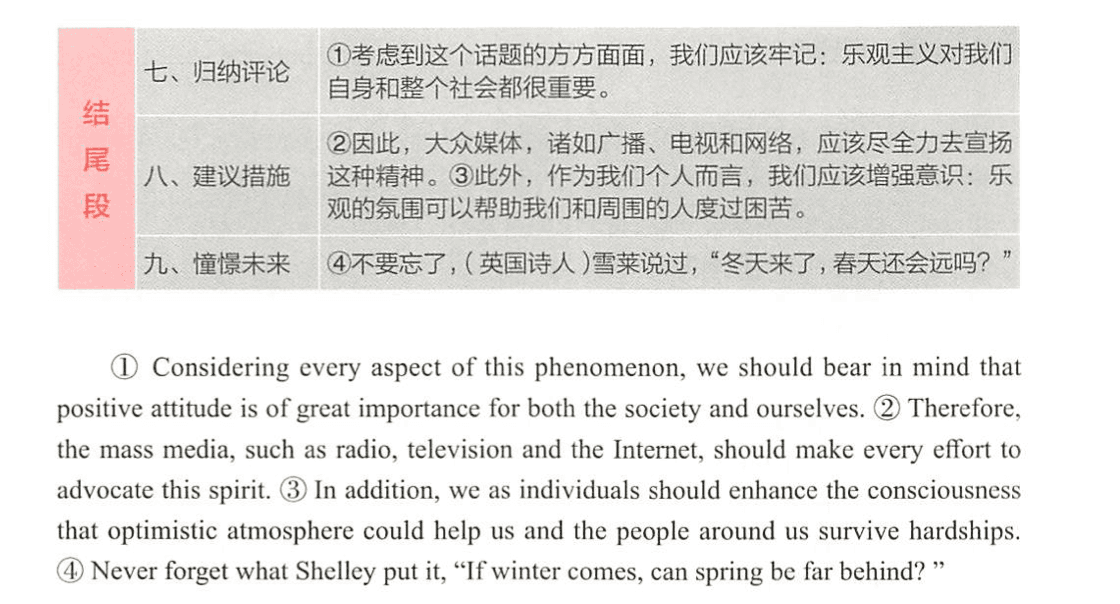 结尾段
七、归纳评论
①考虑到这个话题的方方面面，我们应该牢记：乐观主义对我们
自身和整个社会都很重要。
八、建议措施
②因此，大众媒体，诸如广播、电视和网络，应该尽全力去宣扬
这种精神。③此外，作为我们个人而言，我们应该增强意识：乐
观的氛围可以帮助我们和周围的人度过困苦。
九、憧憬未来
④不要忘了，（英国诗人）雪莱说过，“冬天来了，春天还会远吗？”
① Considering every aspect of this phenomenon, we should bear in mind that
positive attitude is of great importance for both the society and ourselves. ② Therefore,
the mass media, such as radio, television and the Internet, should make every effort to
advocate this spirit. ③ In addition, we as individuals should enhance the consciousness
that optimistic atmosphere could help us and the people around us survive hardships.
④ Never forget what Shelley put it, “If winter comes, can spring be far behind? ”